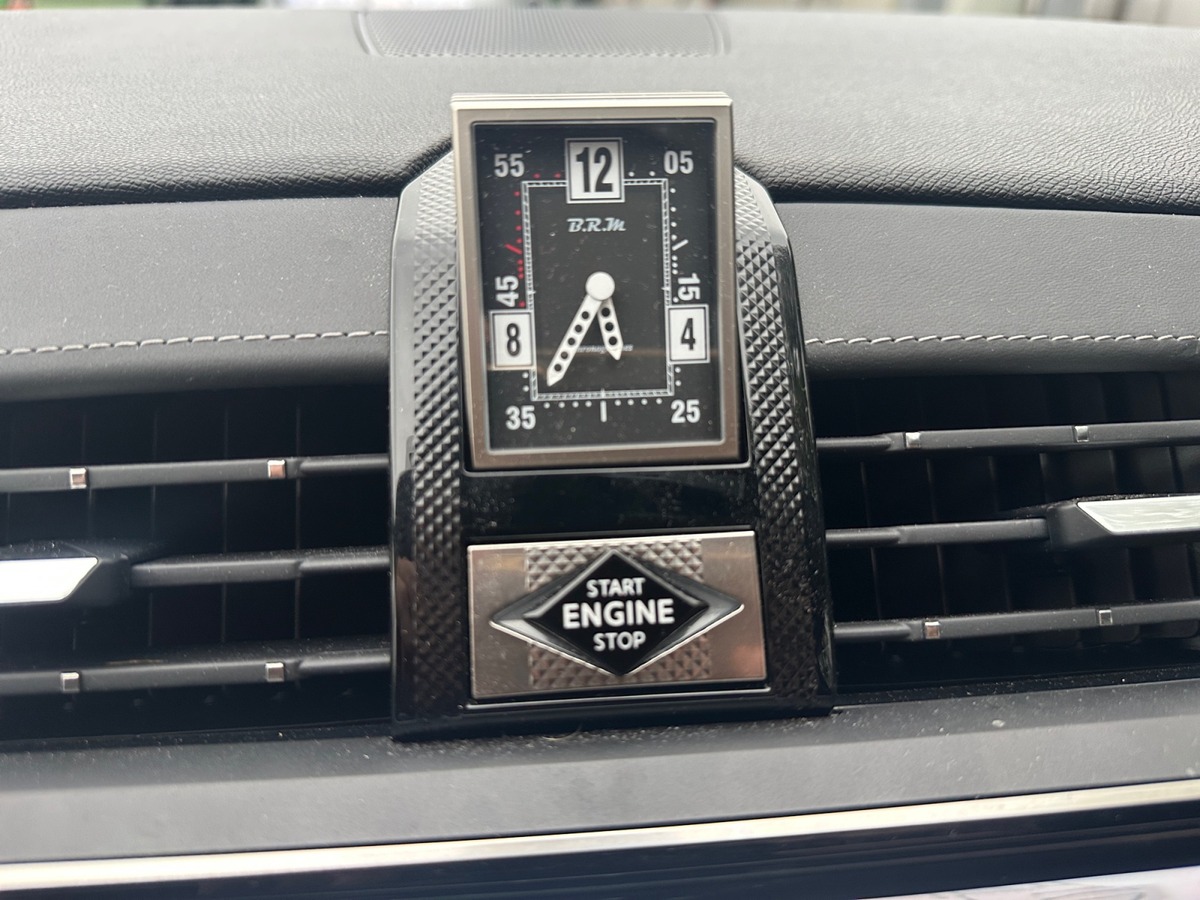 55 12 05
B.R.M
45 15
8 4
35 25
START
ENGINE
STOP